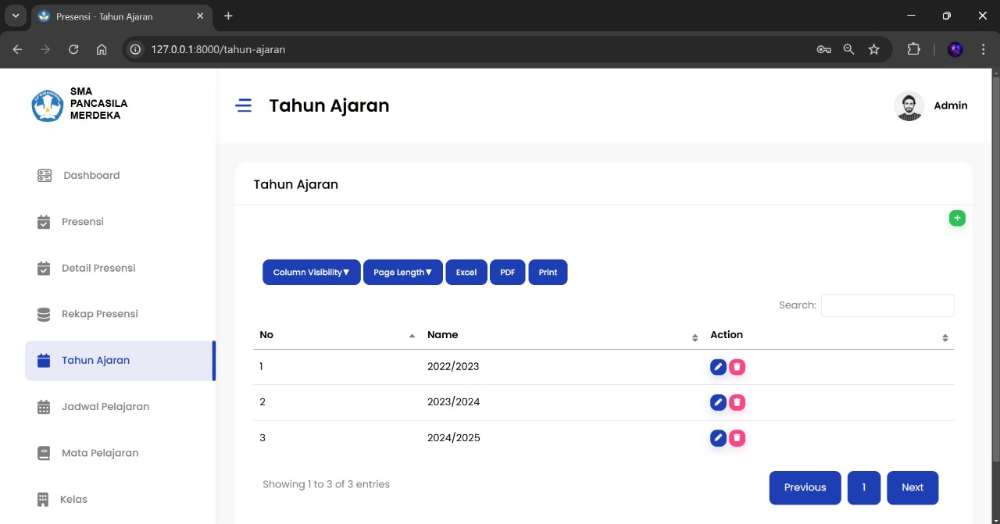 Presensi - Tahun Ajaran
127.0.0.1:8000/tahun-ajaran
SMA
PANCASILA
MERDEKA
Tahun Ajaran
Admin
Dashboard
Presensi
Detail Presensi
Rekap Presensi
Tahun Ajaran
Jadwal Pelajaran
Mata Pelajaran
Kelas
Tahun Ajaran
+
Column Visibility▼ Page Length▼ Excel PDF Print
Search:
No Name Action
1 2022/2023
2 2023/2024
3 2024/2025
Showing 1 to 3 of 3 entries
Previous 1 Next